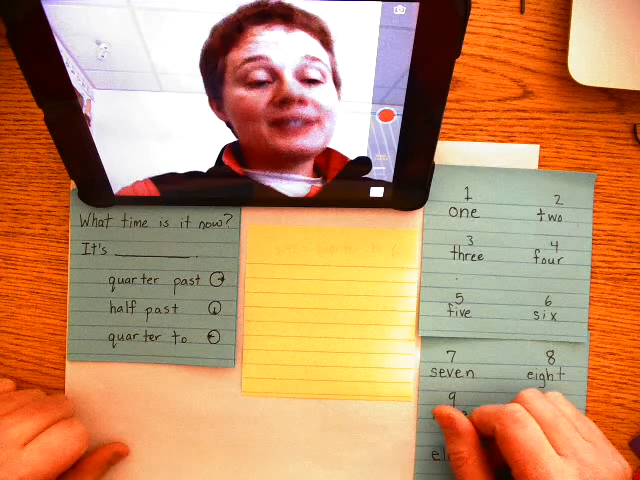 What time is it now?
It's ________.
quarter past
half past
quarter to
1 2
one two
3 4
three four
5 6
five six
7 8
seven eight
9